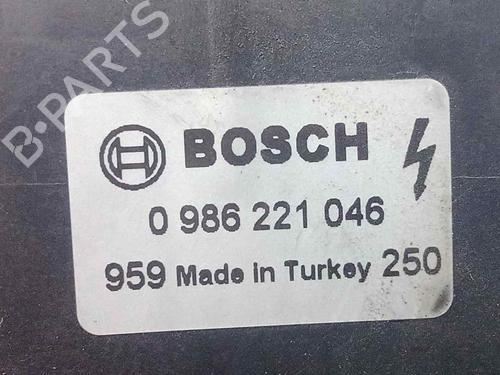 B-PARTS
BOSCH
0 986 221 046
959 Made in Turkey 250